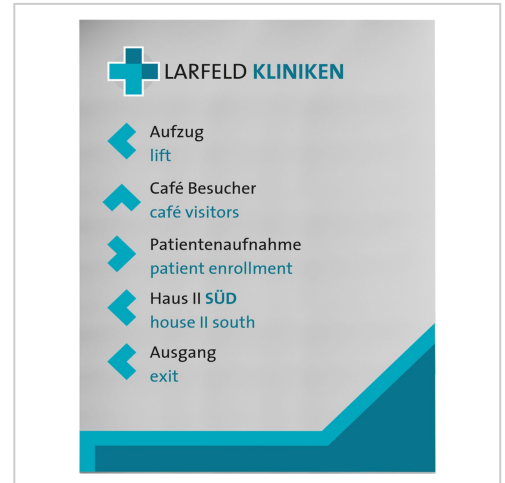 LARFELD KLINIKEN
Aufzug
lift
Café Besucher
café visitors
Patientenaufnahme
patient enrollment
Haus II SÜD
house II south
Ausgang
exit